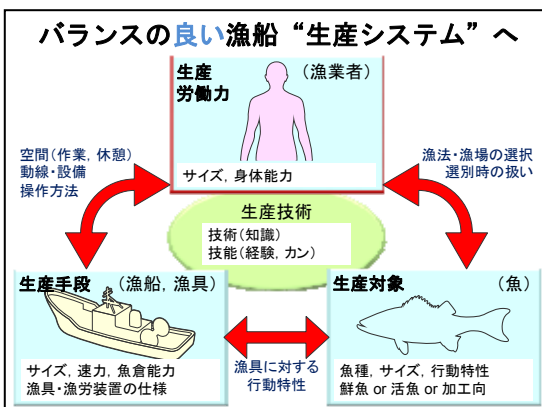 バランスの良い漁船“生産システム”へ
生産
労働力
（漁業者）
サイズ, 身体能力
空間（作業, 休憩）
動線・設備
操作方法
漁法・漁場の選択
選別時の扱い
生産技術
技術（知識）
技能（経験, カン）
生産手段
（漁船, 漁具）
サイズ, 速力, 魚倉能力
漁具・漁労装置の仕様
漁具に対する
行動特性
生産対象
（魚）
魚種, サイズ, 行動特性
鮮魚 or 活魚 or 加工向